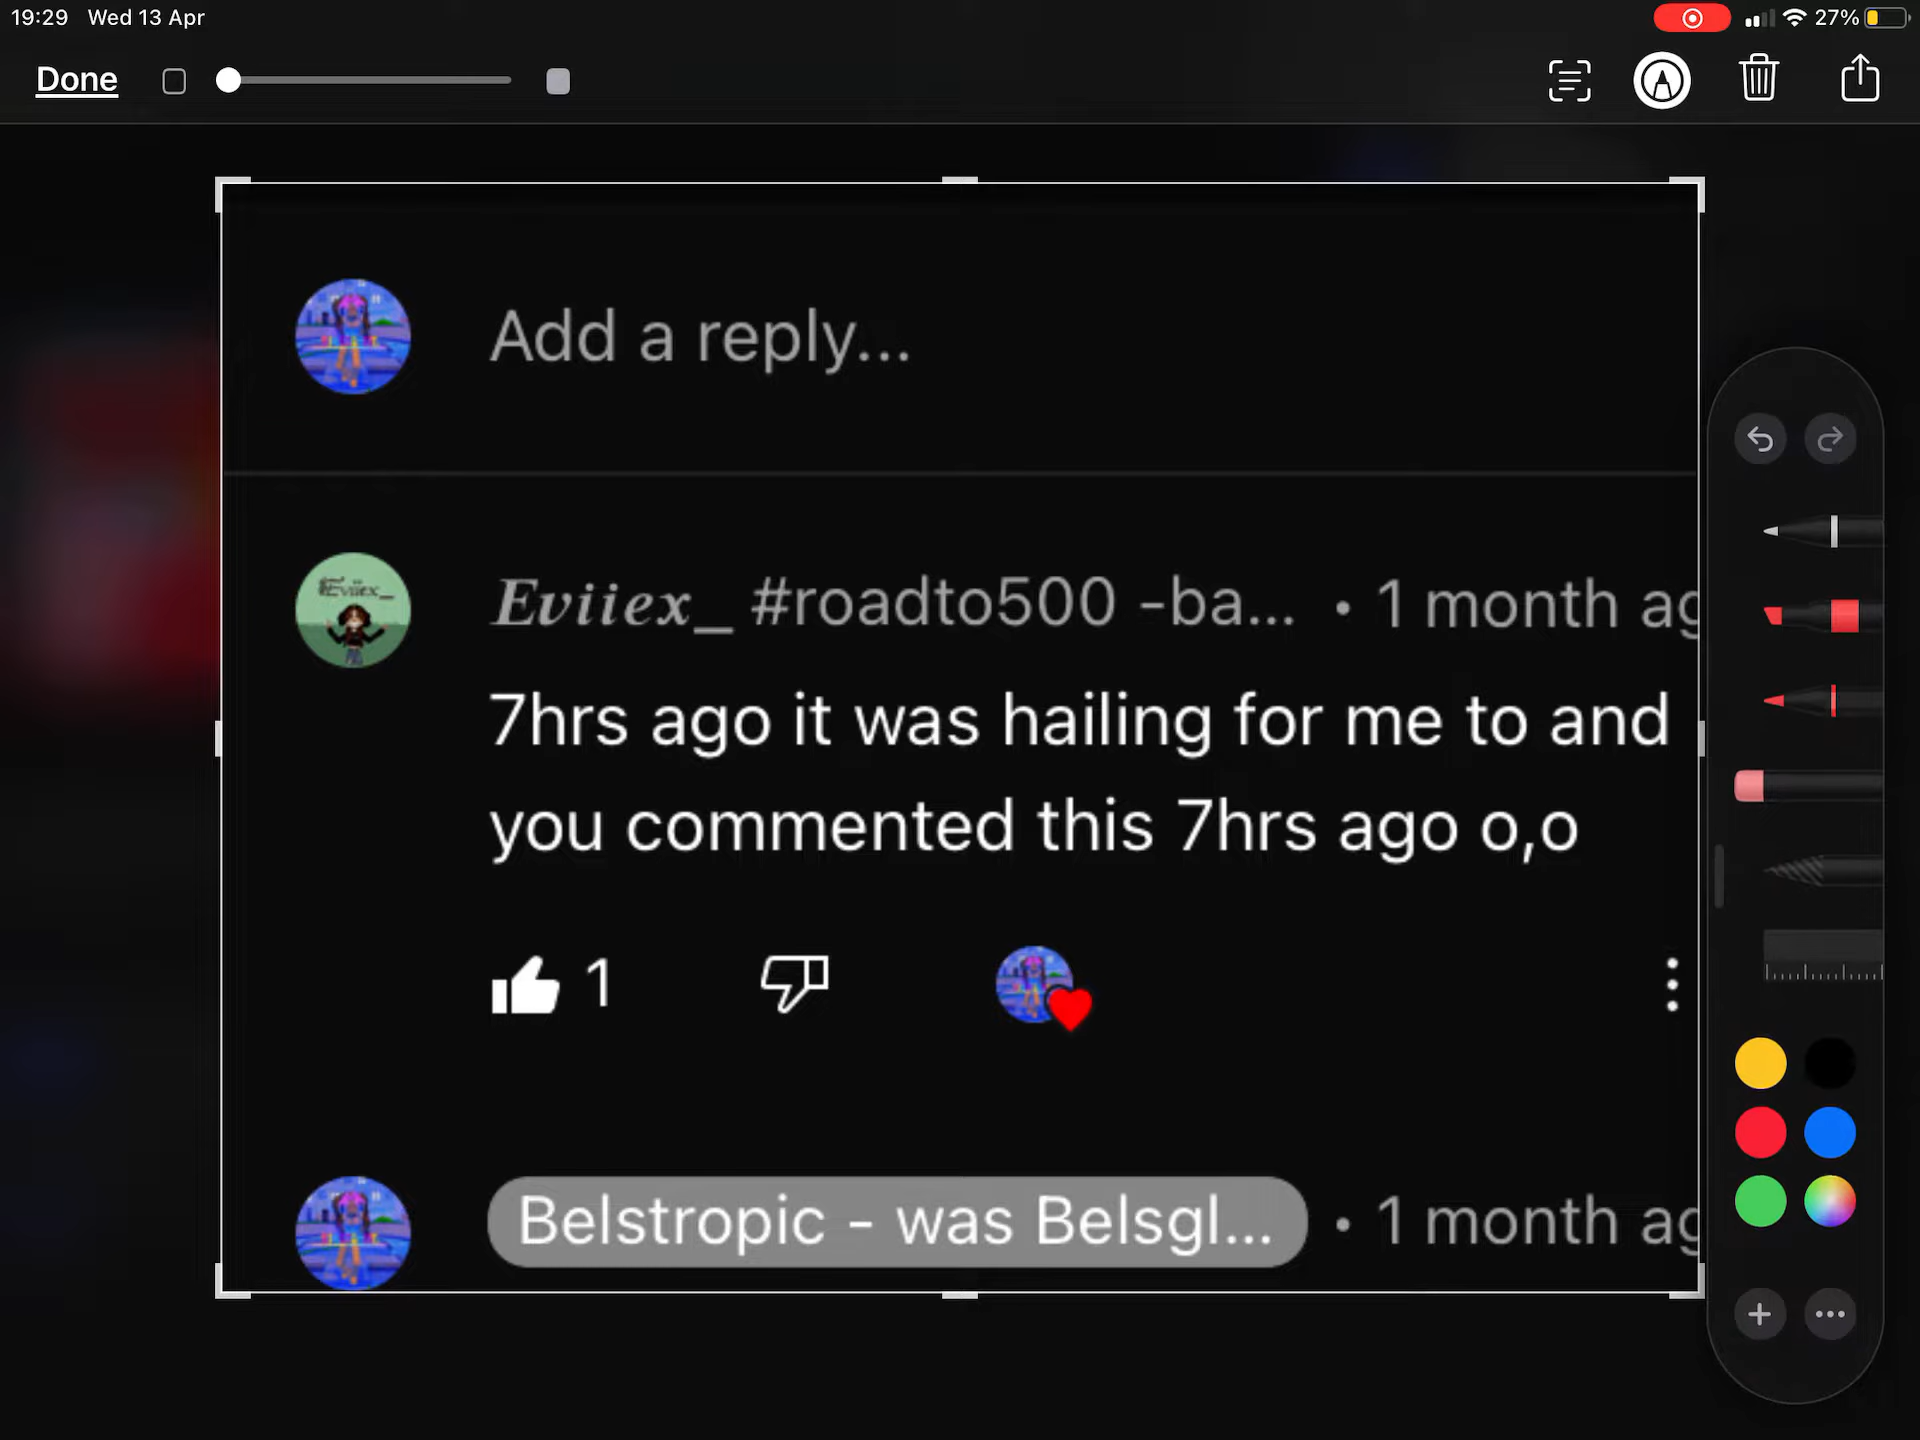 19:29 Wed 13 Apr
27%
Done
Add a reply...
Eviiex_
Eviiex_ #roadto500 -ba... • 1 month ag
7hrs ago it was hailing for me to and
you commented this 7hrs ago o,o
1
Belstropic - was Belsgl... • 1 month ag